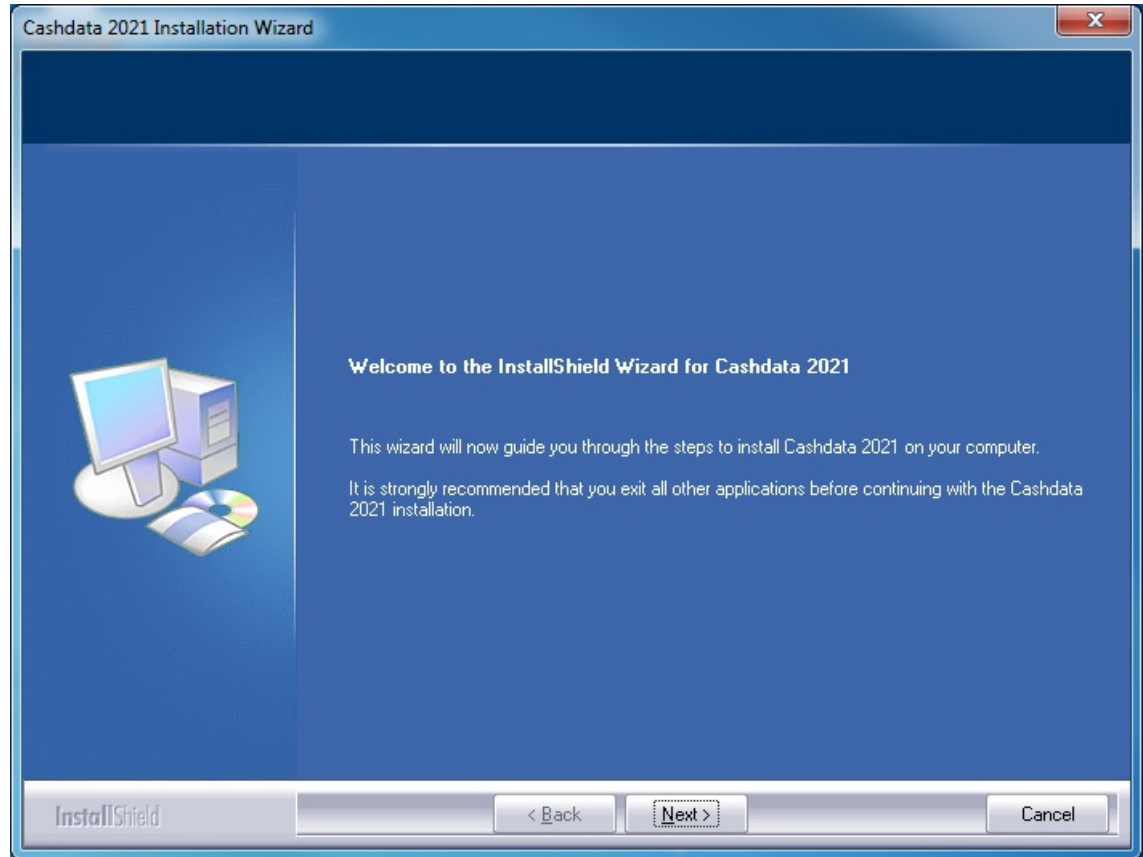 Cashdata 2021 Installation Wizard
Welcome to the InstallShield Wizard for Cashdata 2021
This wizard will now guide you through the steps to install Cashdata 2021 on your computer.
It is strongly recommended that you exit all other applications before continuing with the Cashdata
2021 installation.
InstallShield
< Back
Next >
Cancel